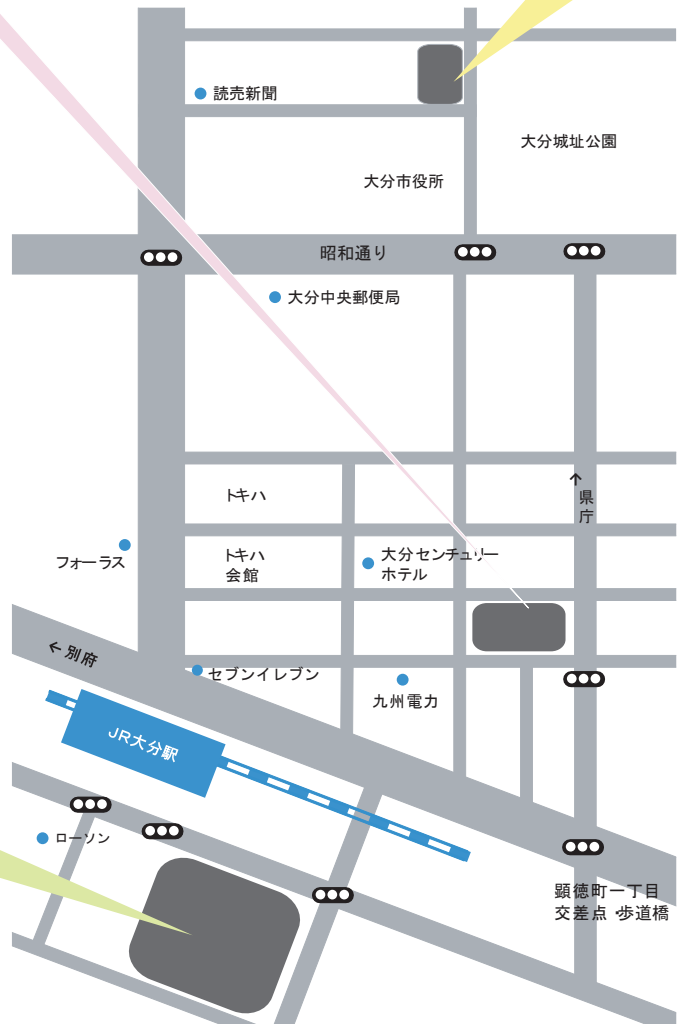 読売新聞
大分城址公園
大分市役所
昭和通り
大分中央郵便局
トキハ
↑
県
庁
フォーラス
トキハ
会館
大分センチュリー
ホテル
←別府
セブンイレブン
九州電力
JR大分駅
ローソン
顕徳町一丁目
交差点・歩道橋